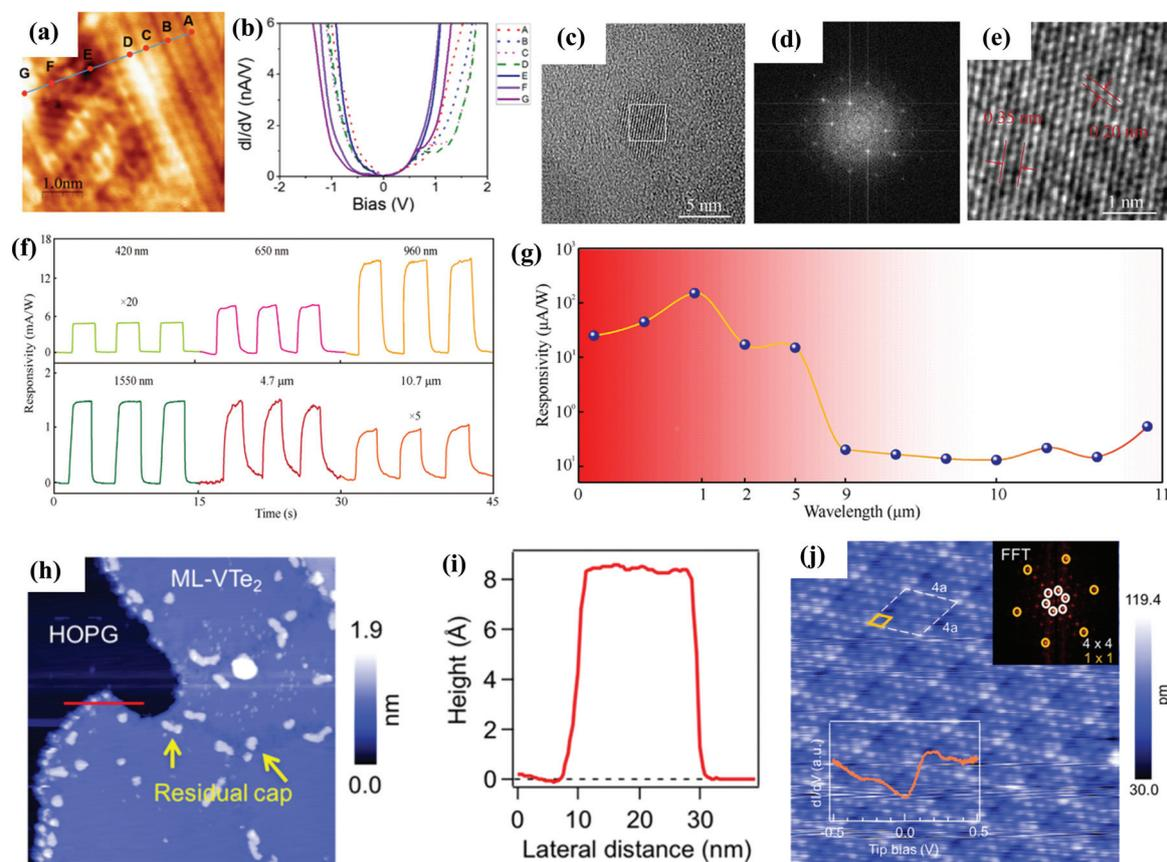 (a)
A
B
C
D
E
F
G
1.0nm
(b)
dI/dV (nA/V)
6
4
2
0
-2 -1 0 1 2
Bias (V)
A
B
C
D
E
F
G
(c)
5 nm
(d)
(e)
0.35 nm
0.20 nm
1 nm
(f)
Responsivity (mA/W)
18
12
6
0
420 nm 650 nm 960 nm
×20
2
1
0
1550 nm 4.7 μm 10.7 μm
×5
0 15 30 45
Time (s)
(g)
Responsivity (μA/W)
10³
10²
10¹
10⁰
10¹
0 1 2 5 9 10 11
Wavelength (μm)
(h)
ML-VTe₂
HOPG
Residual cap
1.9
nm
0.0
(i)
Height (Å)
8
6
4
2
0
0 10 20 30
Lateral distance (nm)
(j)
4a
4a
FFT
4 x 4
1 x 1
dI/dV (a.u.)
-0.5 0.0 0.5
Tip bias (V)
119.4
pm
30.0